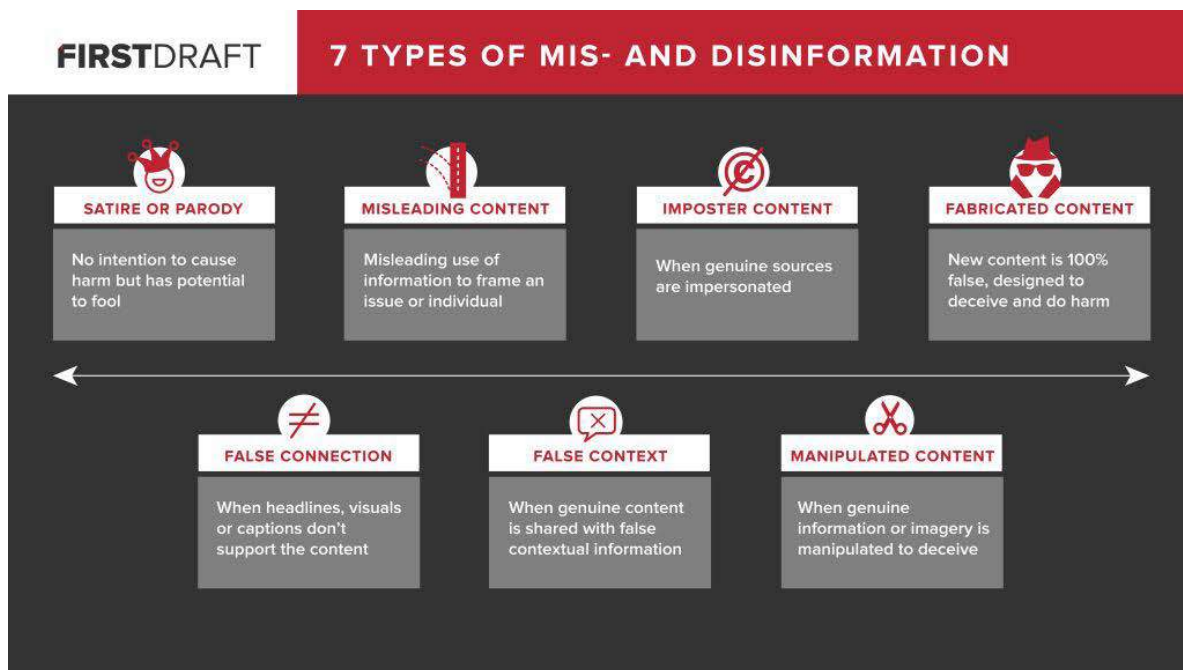 FIRSTDRAFT
7 TYPES OF MIS- AND DISINFORMATION
SATIRE OR PARODY
No intention to cause
harm but has potential
to fool
MISLEADING CONTENT
Misleading use of
information to frame an
issue or individual
IMPOSTER CONTENT
When genuine sources
are impersonated
FABRICATED CONTENT
New content is 100%
false, designed to
deceive and do harm
FALSE CONNECTION
When headlines, visuals
or captions don’t
support the content
FALSE CONTEXT
When genuine content
is shared with false
contextual information
MANIPULATED CONTENT
When genuine
information or imagery is
manipulated to deceive